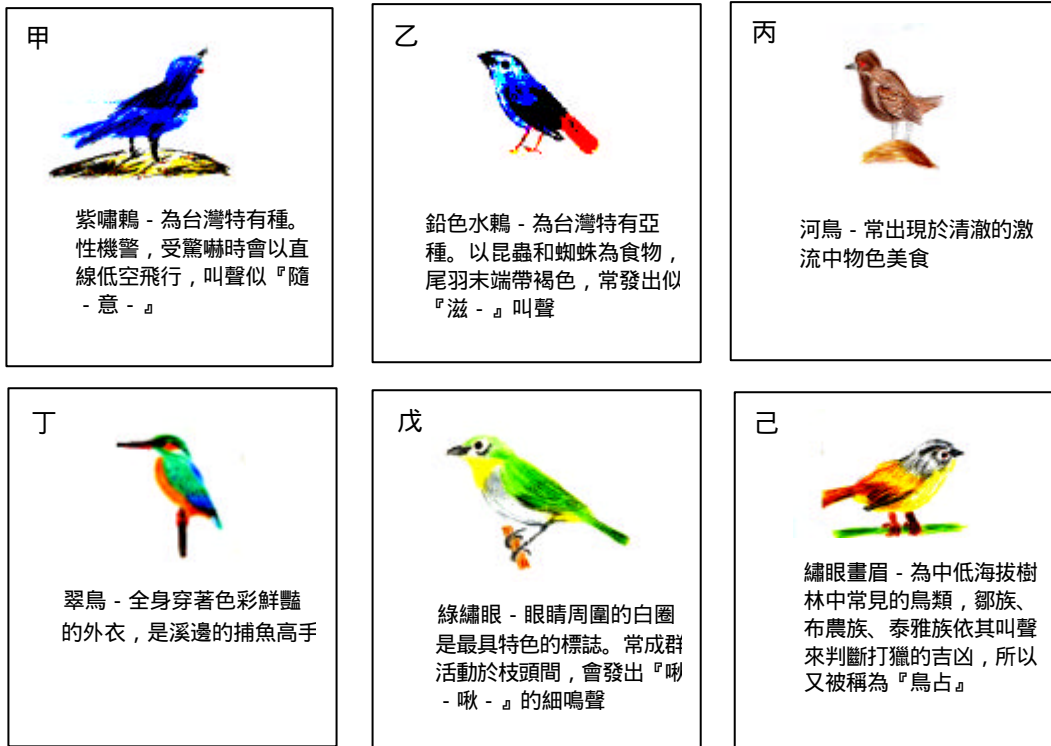 甲
紫嘯鶇 - 為台灣特有種。
性機警，受驚嚇時會以直
線低空飛行，叫聲似『隨
- 意 - 』
乙
鉛色水鶇 - 為台灣特有亞
種。以昆蟲和蜘蛛為食物，
尾羽末端帶褐色，常發出似
『滋 - 』叫聲
丙
河烏 - 常出現於清澈的激
流中物色美食
丁
翠鳥 - 全身穿著色彩鮮豔
的外衣，是溪邊的捕魚高手
戊
綠繡眼 - 眼睛周圍的白圈
是最具特色的標誌。常成群
活動於枝頭間，會發出『啾
- 啾 - 』的細鳴聲
己
繡眼畫眉 - 為中低海拔樹
林中常見的鳥類，鄒族、
布農族、泰雅族依其叫聲
來判斷打獵的吉凶，所以
又被稱為『鳥占』